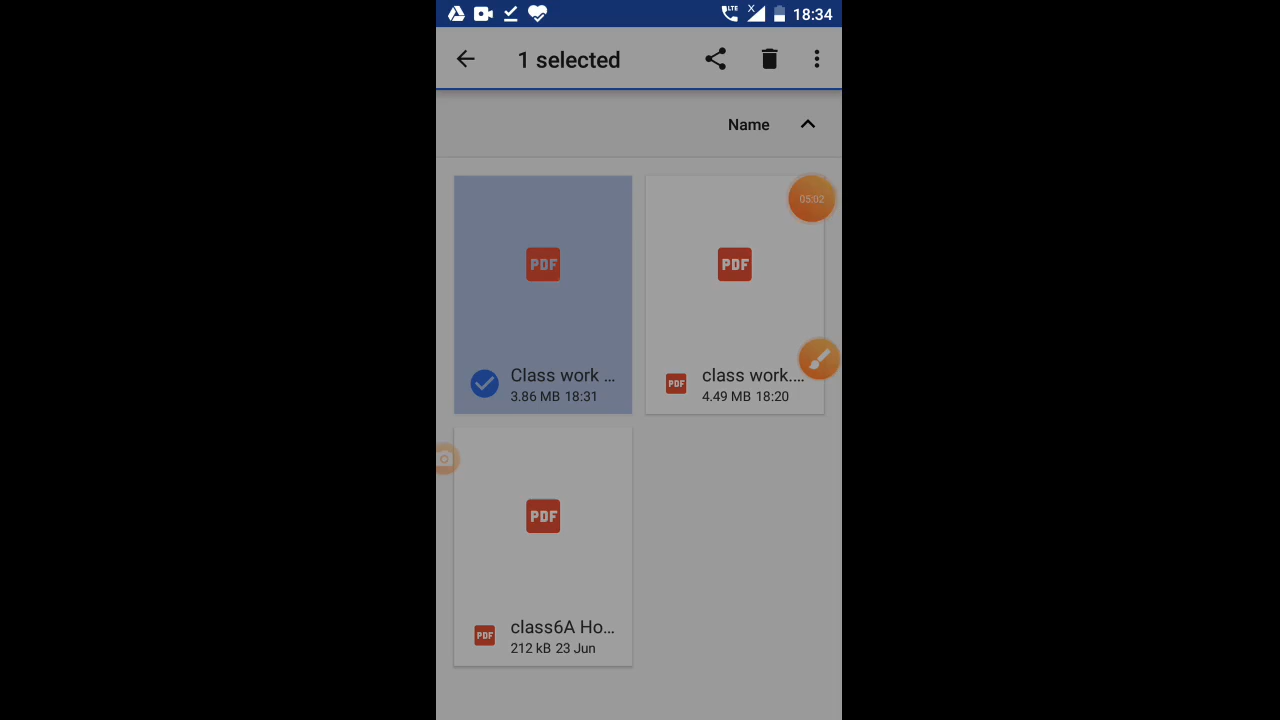 LTE X 18:34
1 selected
Name
05:02
PDF
PDF
Class work ...
3.86 MB 18:31
PDF
class work....
4.49 MB 18:20
PDF
PDF
class6A Ho...
212 kB 23 Jun